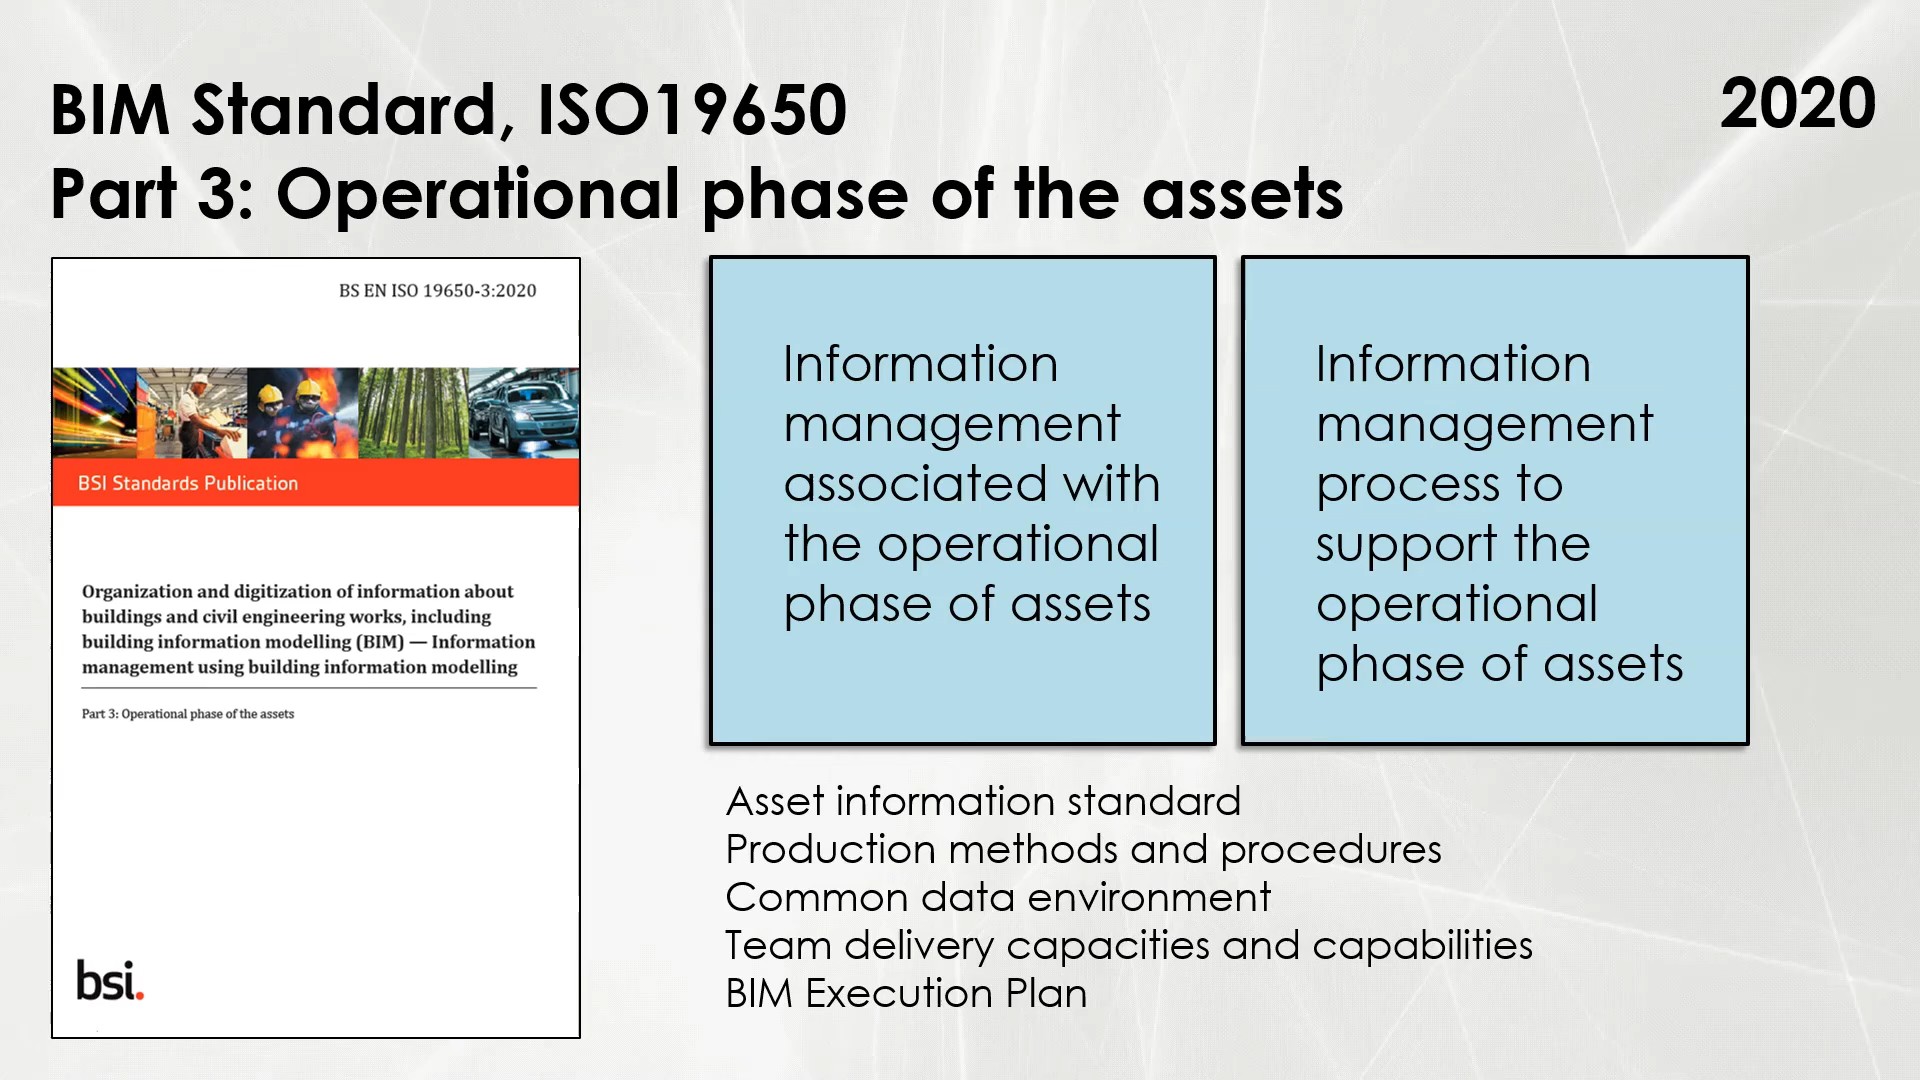 BIM Standard, ISO19650
Part 3: Operational phase of the assets
2020
BS EN ISO 19650-3:2020
BSI Standards Publication
Organization and digitization of information about
buildings and civil engineering works, including
building information modelling (BIM) — Information
management using building information modelling
Part 3: Operational phase of the assets
bsi.
Information
management
associated with
the operational
phase of assets
Information
management
process to
support the
operational
phase of assets
Asset information standard
Production methods and procedures
Common data environment
Team delivery capacities and capabilities
BIM Execution Plan